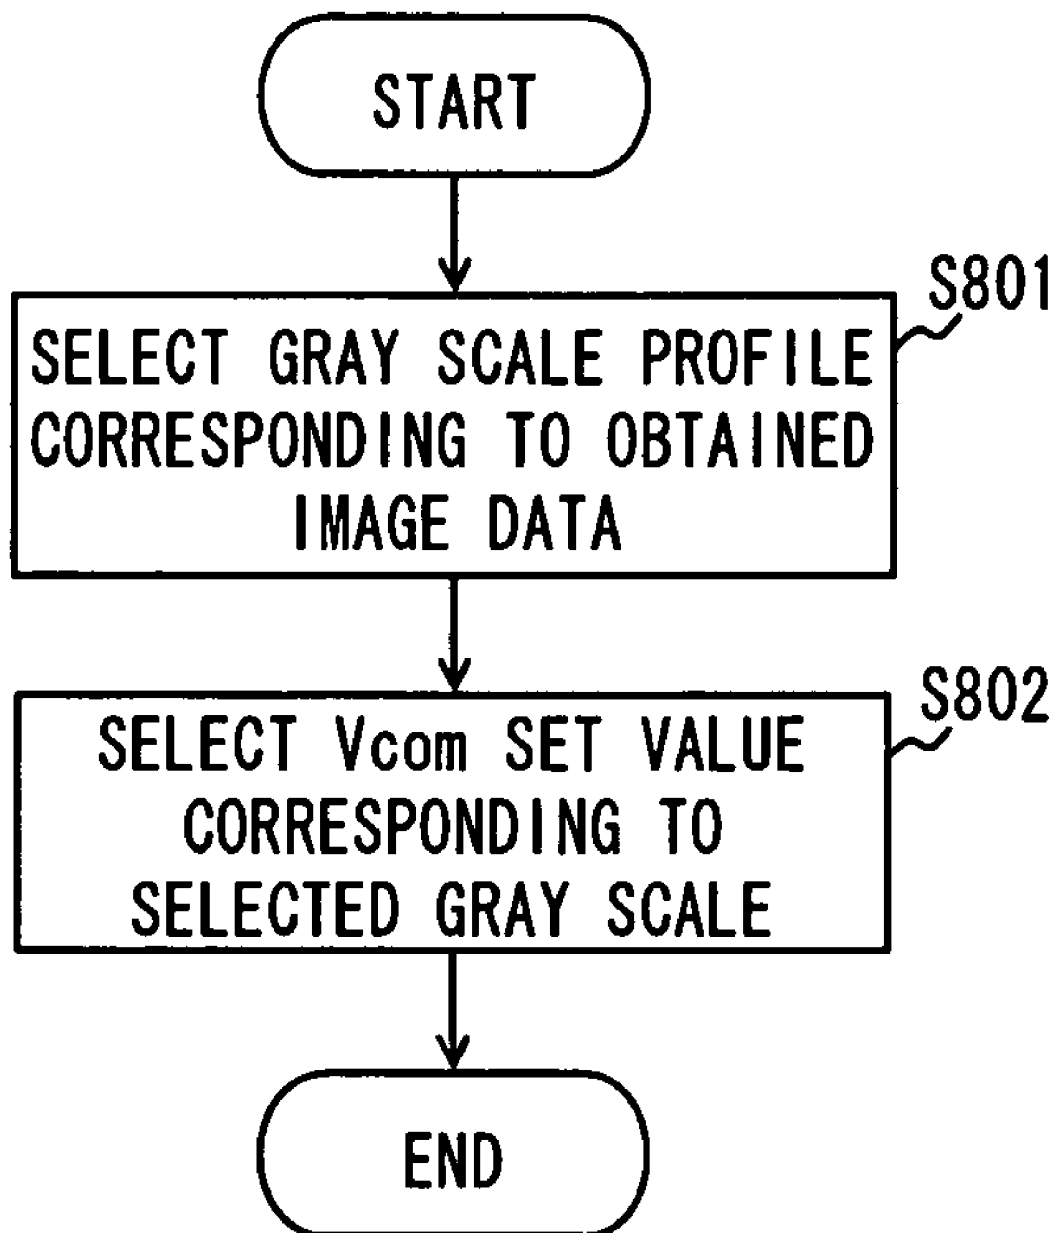 START
S801
SELECT GRAY SCALE PROFILE
CORRESPONDING TO OBTAINED
IMAGE DATA
S802
SELECT Vcom SET VALUE
CORRESPONDING TO
SELECTED GRAY SCALE
END